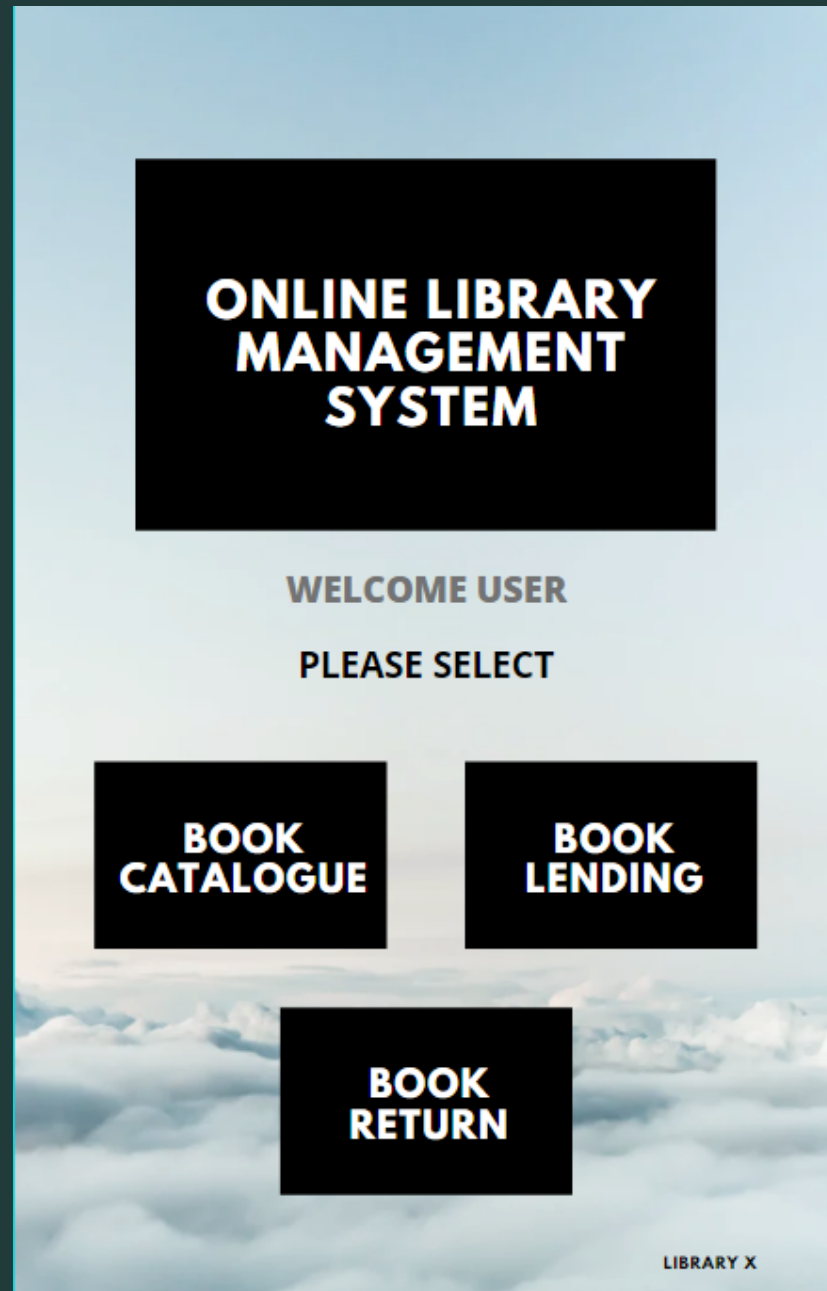 ONLINE LIBRARY
MANAGEMENT
SYSTEM
WELCOME USER
PLEASE SELECT
BOOK
CATALOGUE
BOOK
LENDING
BOOK
RETURN
LIBRARY X